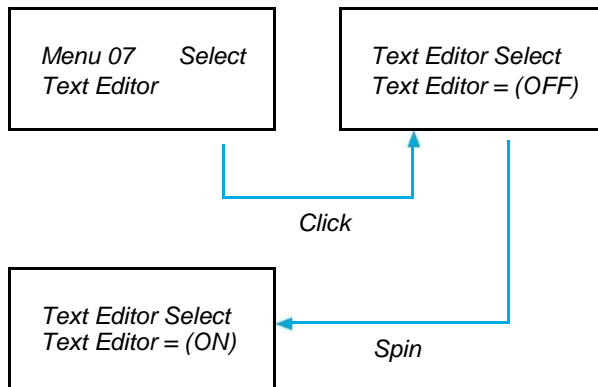 Menu 07 Select
Text Editor
Text Editor Select
Text Editor = (OFF)
Click
Text Editor Select
Text Editor = (ON)
Spin